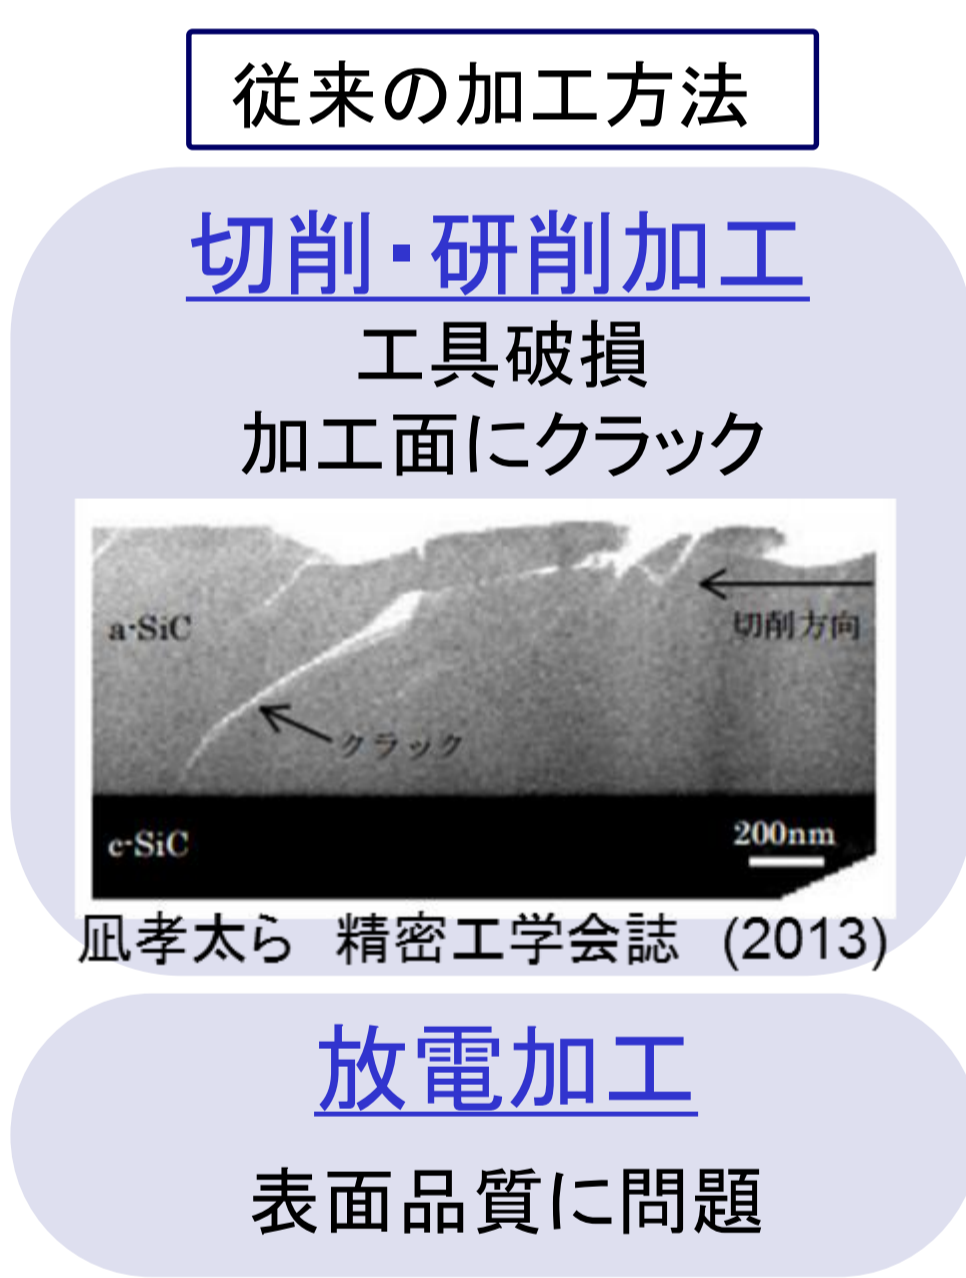 従来の加工方法
切削・研削加工
工具破損
加工面にクラック
a-SiC
切削方向
クラック
c-SiC
200nm
凪孝太ら　精密工学会誌　(2013)
放電加工
表面品質に問題